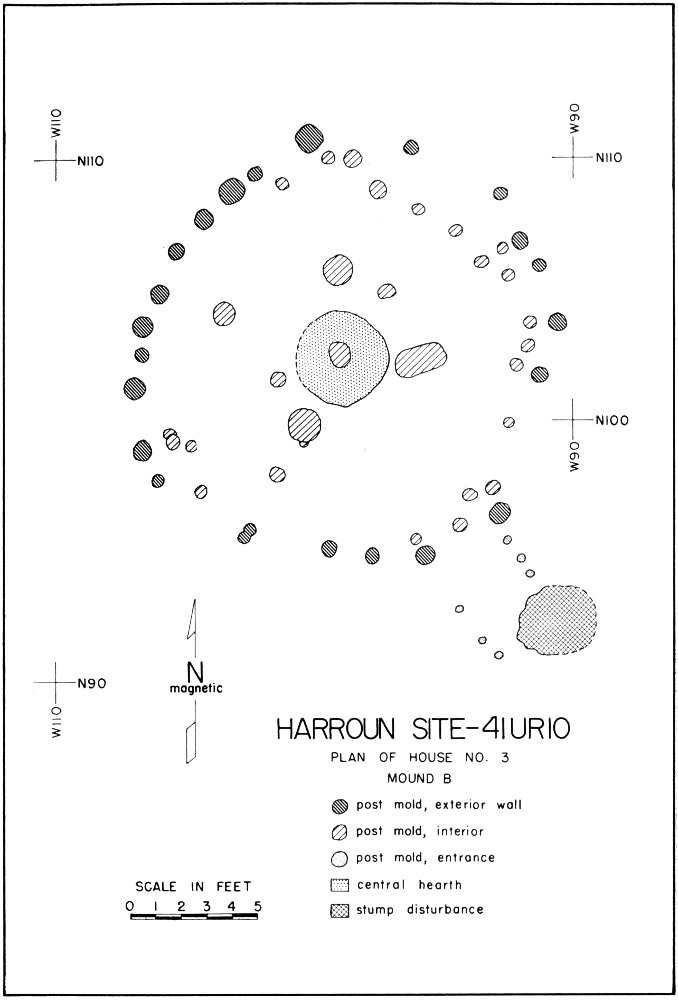 W110
N110
W90
N110
N100
W90
N90
W110
N
magnetic
HARROUN SITE-41UR10
PLAN OF HOUSE NO. 3
MOUND B
post mold, exterior wall
post mold, interior
post mold, entrance
central hearth
stump disturbance
SCALE IN FEET
0 1 2 3 4 5